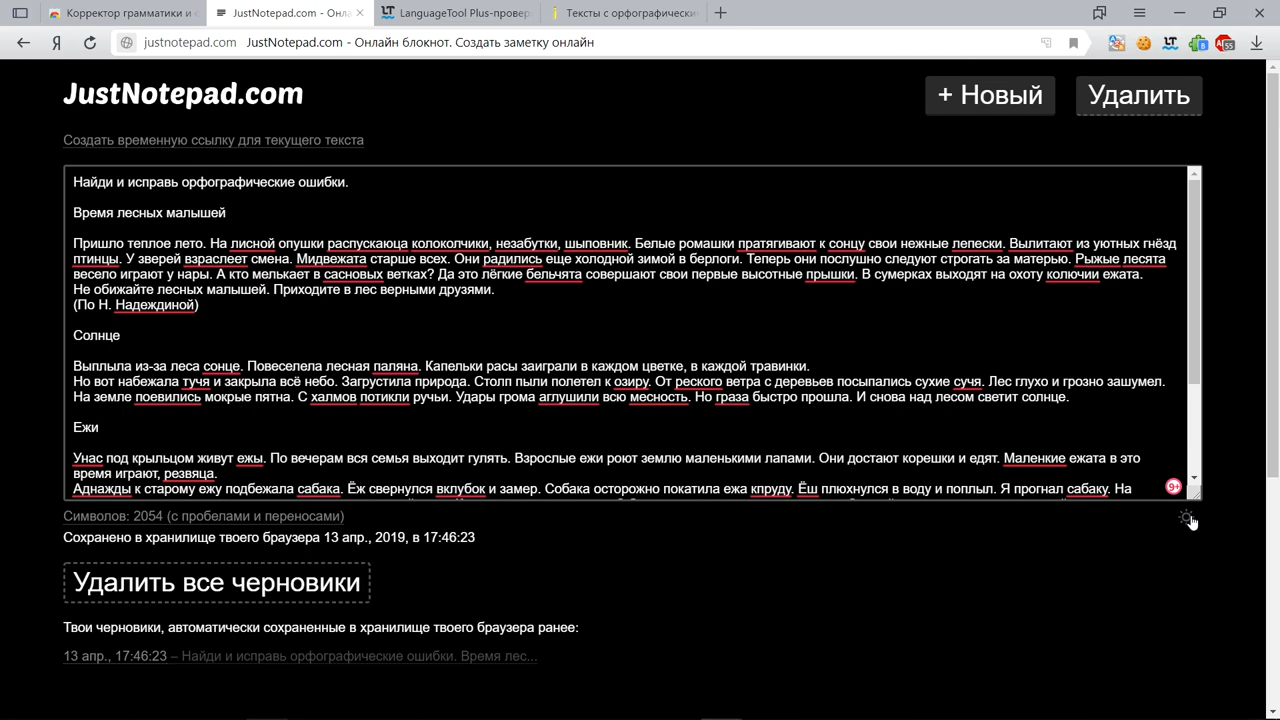 Корректор грамматики и
JustNotepad.com - Онла
LanguageTool Plus-провер
Тексты с орфографически
justnotepad.com JustNotepad.com - Онлайн блокнот. Создать заметку онлайн
JustNotepad.com
+ Новый
Удалить
Создать временную ссылку для текущего текста
Найди и исправь орфографические ошибки.
Время лесных малышей
Пришло теплое лето. На лисной опушки распускаюца колоколчики, незабутки, шыповник. Белые ромашки пратягивают к сонцу свои нежные лепески. Вылитают из уютных гнёзд
птинцы. У зверей взраслеет смена. Мидвежата старше всех. Они радились еще холодной зимой в берлоги. Теперь они послушно следуют строгать за матерью. Рыжые лесята
весело играют у нары. А кто мелькает в сасновых ветках? Да это лёгкие бельчята совершают свои первые высотные прышки. В сумерках выходят на охоту колючии ежата.
Не обижайте лесных малышей. Приходите в лес верными друзями.
(По Н. Надеждиной)
Солнце
Выплыла из-за леса сонце. Повеселела лесная паляна. Капельки расы заиграли в каждом цветке, в каждой травинки.
Но вот набежала тучя и закрыла всё небо. Загрустила природа. Столп пыли полетел к озиру. От реского ветра с деревьев посыпались сухие сучя. Лес глухо и грозно зашумел.
На земле поевились мокрые пятна. С халмов потикли ручьи. Удары грома аглушили всю месность. Но граза быстро прошла. И снова над лесом светит солнце.
Ежи
Унас под крыльцом живут ежы. По вечерам вся семья выходит гулять. Взрослые ежи роют землю маленькими лапами. Они достают корешки и едят. Маленкие ежата в это
время играют, резвяца.
Аднажды к старому ежу подбежала сабака. Ёж свернулся вклубок и замер. Собака осторожно покатила ежа кпруду. Ёш плюхнулся в воду и поплыл. Я прогнал сабаку. На
9+
Символов: 2054 (с пробелами и переносами)
Сохранено в хранилище твоего браузера 13 апр., 2019, в 17:46:23
Удалить все черновики
Твои черновики, автоматически сохраненные в хранилище твоего браузера ранее:
13 апр., 17:46:23 – Найди и исправь орфографические ошибки. Время лес...